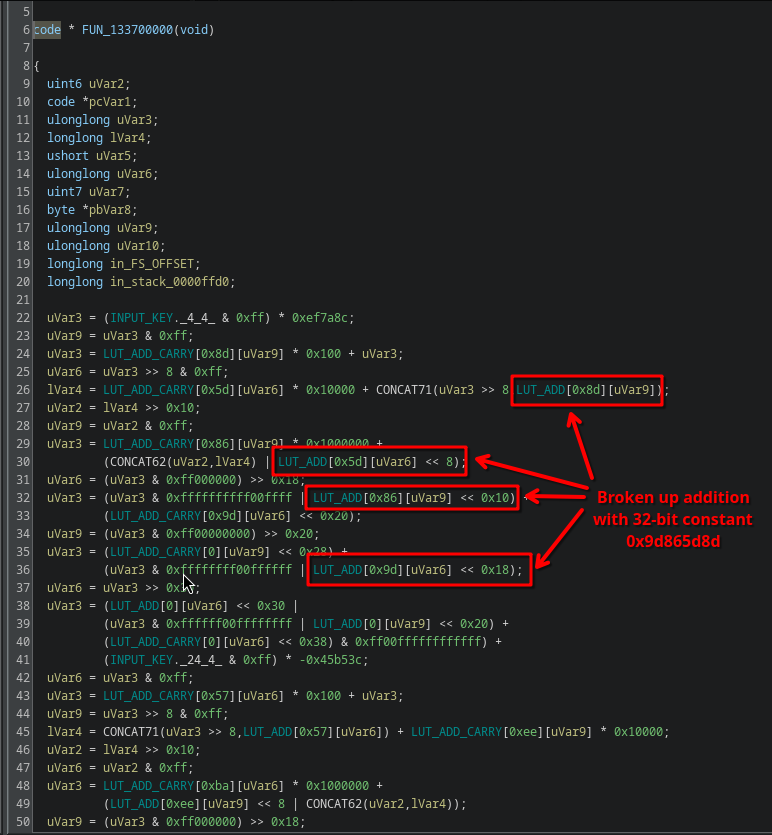 5
6 code * FUN_133700000(void)
7
8 {
9 uint6 uVar2;
10 code *pcVar1;
11 ulonglong uVar3;
12 longlong lVar4;
13 ushort uVar5;
14 ulonglong uVar6;
15 uint7 uVar7;
16 byte *pbVar8;
17 ulonglong uVar9;
18 ulonglong uVar10;
19 longlong in_FS_OFFSET;
20 longlong in_stack_0000ffd0;
21
22 uVar3 = (INPUT_KEY._4_4_ & 0xff) * 0xef7a8c;
23 uVar9 = uVar3 & 0xff;
24 uVar3 = LUT_ADD_CARRY[0x8d][uVar9] * 0x100 + uVar3;
25 uVar6 = uVar3 >> 8 & 0xff;
26 lVar4 = LUT_ADD_CARRY[0x5d][uVar6] * 0x10000 + CONCAT71(uVar3 >> 8 LUT_ADD[0x8d][uVar9]);
27 uVar2 = lVar4 >> 0x10;
28 uVar9 = uVar2 & 0xff;
29 uVar3 = LUT_ADD_CARRY[0x86][uVar9] * 0x1000000 +
30 (CONCAT62(uVar2,lVar4) | LUT_ADD[0x5d][uVar6] << 8);
31 uVar6 = (uVar3 & 0xff000000) >> 0x18;
32 uVar3 = (uVar3 & 0xffffffffff00ffff | LUT_ADD[0x86][uVar9] << 0x10) +
33 (LUT_ADD_CARRY[0x9d][uVar6] << 0x20);
34 uVar9 = (uVar3 & 0xff00000000) >> 0x20;
35 uVar3 = (LUT_ADD_CARRY[0][uVar9] << 0x28) +
36 (uVar3 & 0xffffffff00ffffff | LUT_ADD[0x9d][uVar6] << 0x18);
37 uVar6 = uVar3 >> ;
38 uVar3 = (LUT_ADD[0][uVar6] << 0x30 |
39 (uVar3 & 0xffffff00ffffffff | LUT_ADD[0][uVar9] << 0x20) +
40 (LUT_ADD_CARRY[0][uVar6] << 0x38) & 0xff00ffffffffffff) +
41 (INPUT_KEY._24_4_ & 0xff) * -0x45b53c;
42 uVar6 = uVar3 & 0xff;
43 uVar3 = LUT_ADD_CARRY[0x57][uVar6] * 0x100 + uVar3;
44 uVar9 = uVar3 >> 8 & 0xff;
45 lVar4 = CONCAT71(uVar3 >> 8,LUT_ADD[0x57][uVar6]) + LUT_ADD_CARRY[0xee][uVar9] * 0x10000;
46 uVar2 = lVar4 >> 0x10;
47 uVar6 = uVar2 & 0xff;
48 uVar3 = LUT_ADD_CARRY[0xba][uVar6] * 0x1000000 +
49 (LUT_ADD[0xee][uVar9] << 8 | CONCAT62(uVar2,lVar4));
50 uVar9 = (uVar3 & 0xff000000) >> 0x18;
Broken up addition
with 32-bit constant
0x9d865d8d